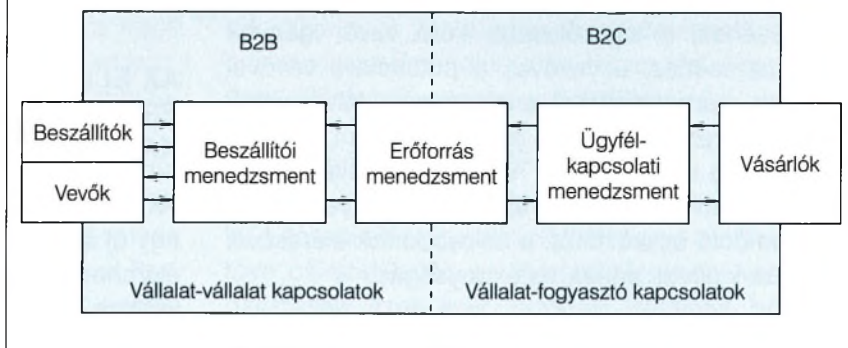 B2B
B2C
Beszállítók
Vevők
Beszállítói
menedzsment
Erőforrás
menedzsment
Ügyfél-
kapcsolati
menedzsment
Vásárlók
Vállalat-vállalat kapcsolatok
Vállalat-fogyasztó kapcsolatok